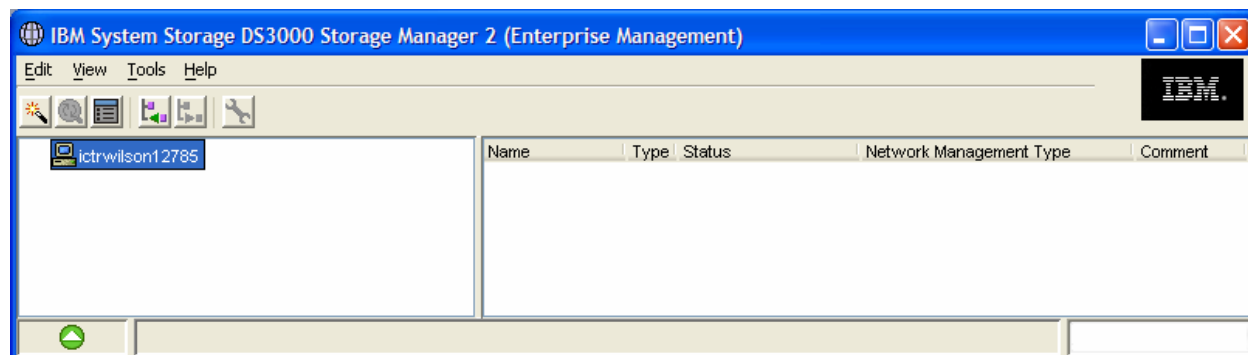 IBM System Storage DS3000 Storage Manager 2 (Enterprise Management)
Edit View Tools Help
IBM.
ictrwilson12785
Name Type Status Network Management Type Comment